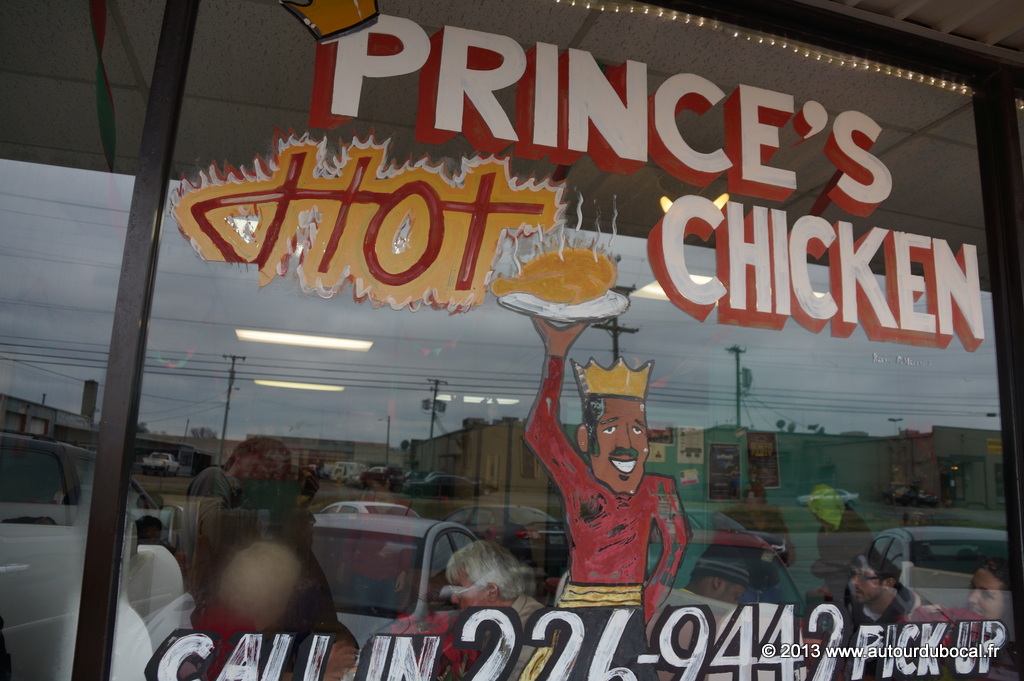 PRINCE'S
HOT
CHICKEN
CALL IN 226-9442 PICK UP
© 2013 www.autourdubocal.fr